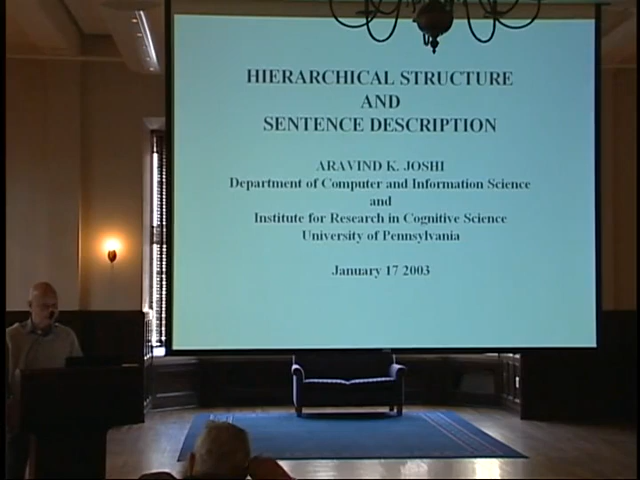 HIERARCHICAL STRUCTURE
AND
SENTENCE DESCRIPTION
ARAVIND K. JOSHI
Department of Computer and Information Science
and
Institute for Research in Cognitive Science
University of Pennsylvania
January 17 2003